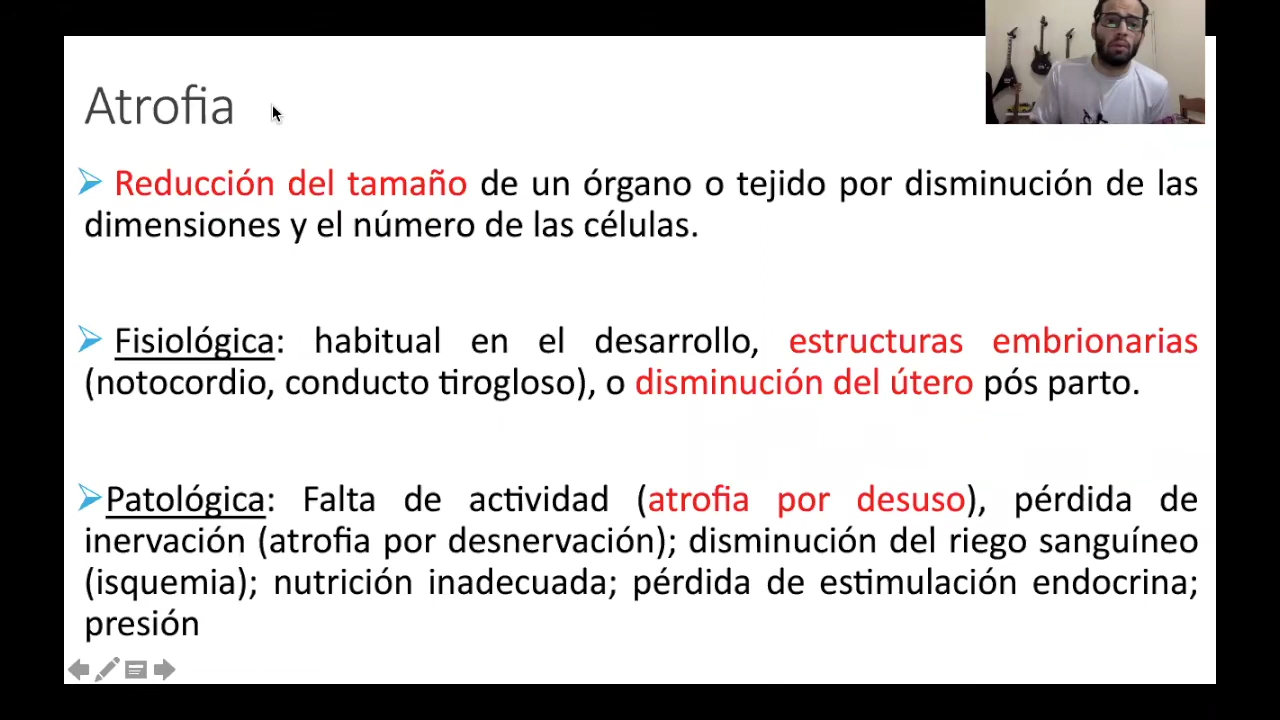 Atrofia
Reducción del tamaño de un órgano o tejido por disminución de las
dimensiones y el número de las células.
Fisiológica: habitual en el desarrollo, estructuras embrionarias
(notocordio, conducto tirogloso), o disminución del útero pós parto.
Patológica: Falta de actividad (atrofia por desuso), pérdida de
inervación (atrofia por desnervación); disminución del riego sanguíneo
(isquemia); nutrición inadecuada; pérdida de estimulación endocrina;
presión